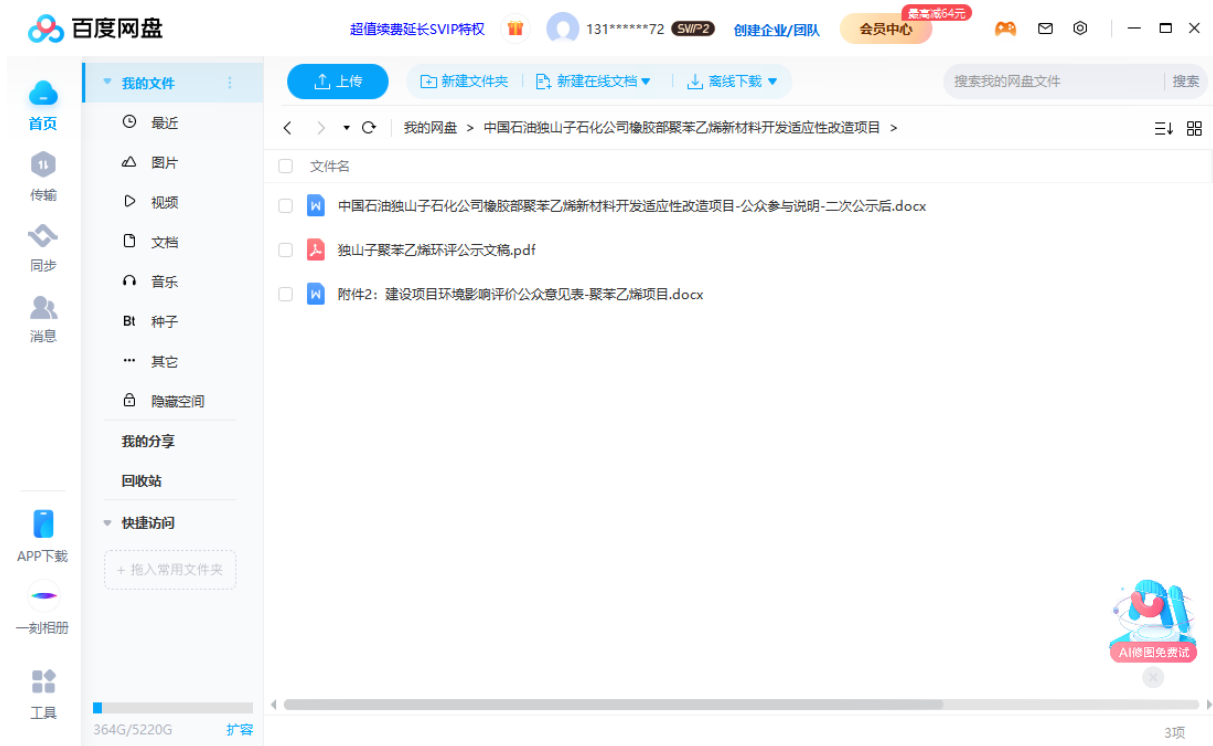 百度网盘
超值续费延长SVIP特权
131******72 SVIP2
创建企业/团队
会员中心
最高减64元
首页
传输
同步
消息
APP下载
一刻相册
工具
我的文件
最近
图片
视频
文档
音乐
Bt 种子
其它
隐藏空间
我的分享
回收站
快捷访问
+ 拖入常用文件夹
364G/5220G 扩容
上传 新建文件夹 新建在线文档 离线下载
搜索我的网盘文件 搜索
我的网盘 > 中国石油独山子石化公司橡胶部聚苯乙烯新材料开发适应性改造项目 >
文件名
中国石油独山子石化公司橡胶部聚苯乙烯新材料开发适应性改造项目-公众参与说明-二次公示后.docx
独山子聚苯乙烯环评公示文稿.pdf
附件2：建设项目环境影响评价公众意见表-聚苯乙烯项目.docx
AI修图免费试
3项